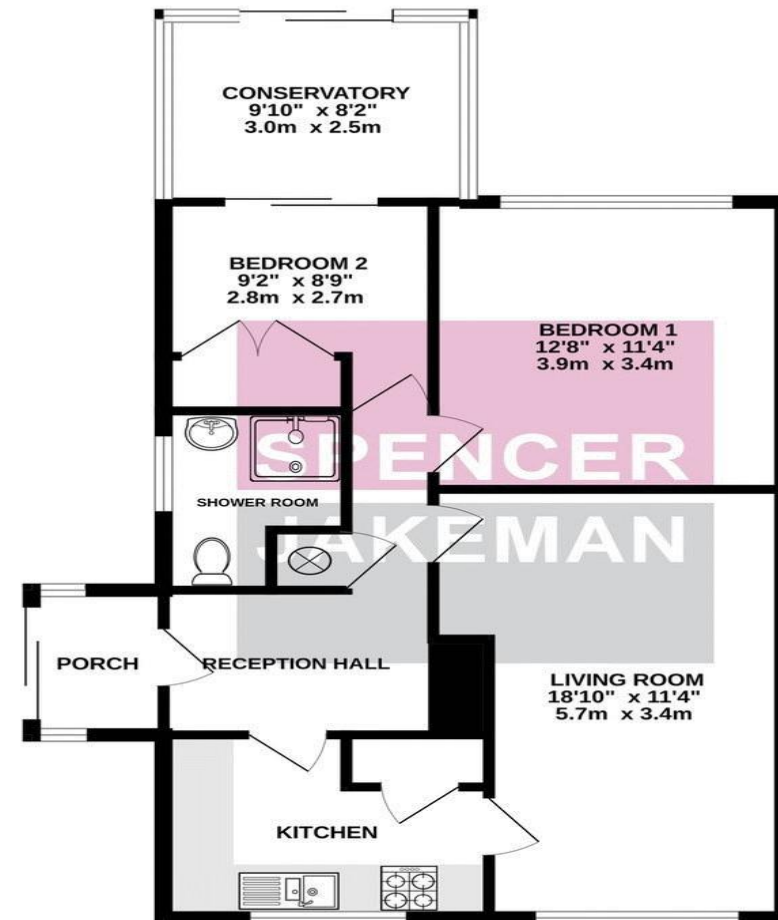 CONSERVATORY
9'10" x 8'2"
3.0m x 2.5m
BEDROOM 2
9'2" x 8'9"
2.8m x 2.7m
BEDROOM 1
12'8" x 11'4"
3.9m x 3.4m
SPENCER
SHOWER ROOM
JAKEMAN
PORCH
RECEPTION HALL
LIVING ROOM
18'10" x 11'4"
5.7m x 3.4m
KITCHEN